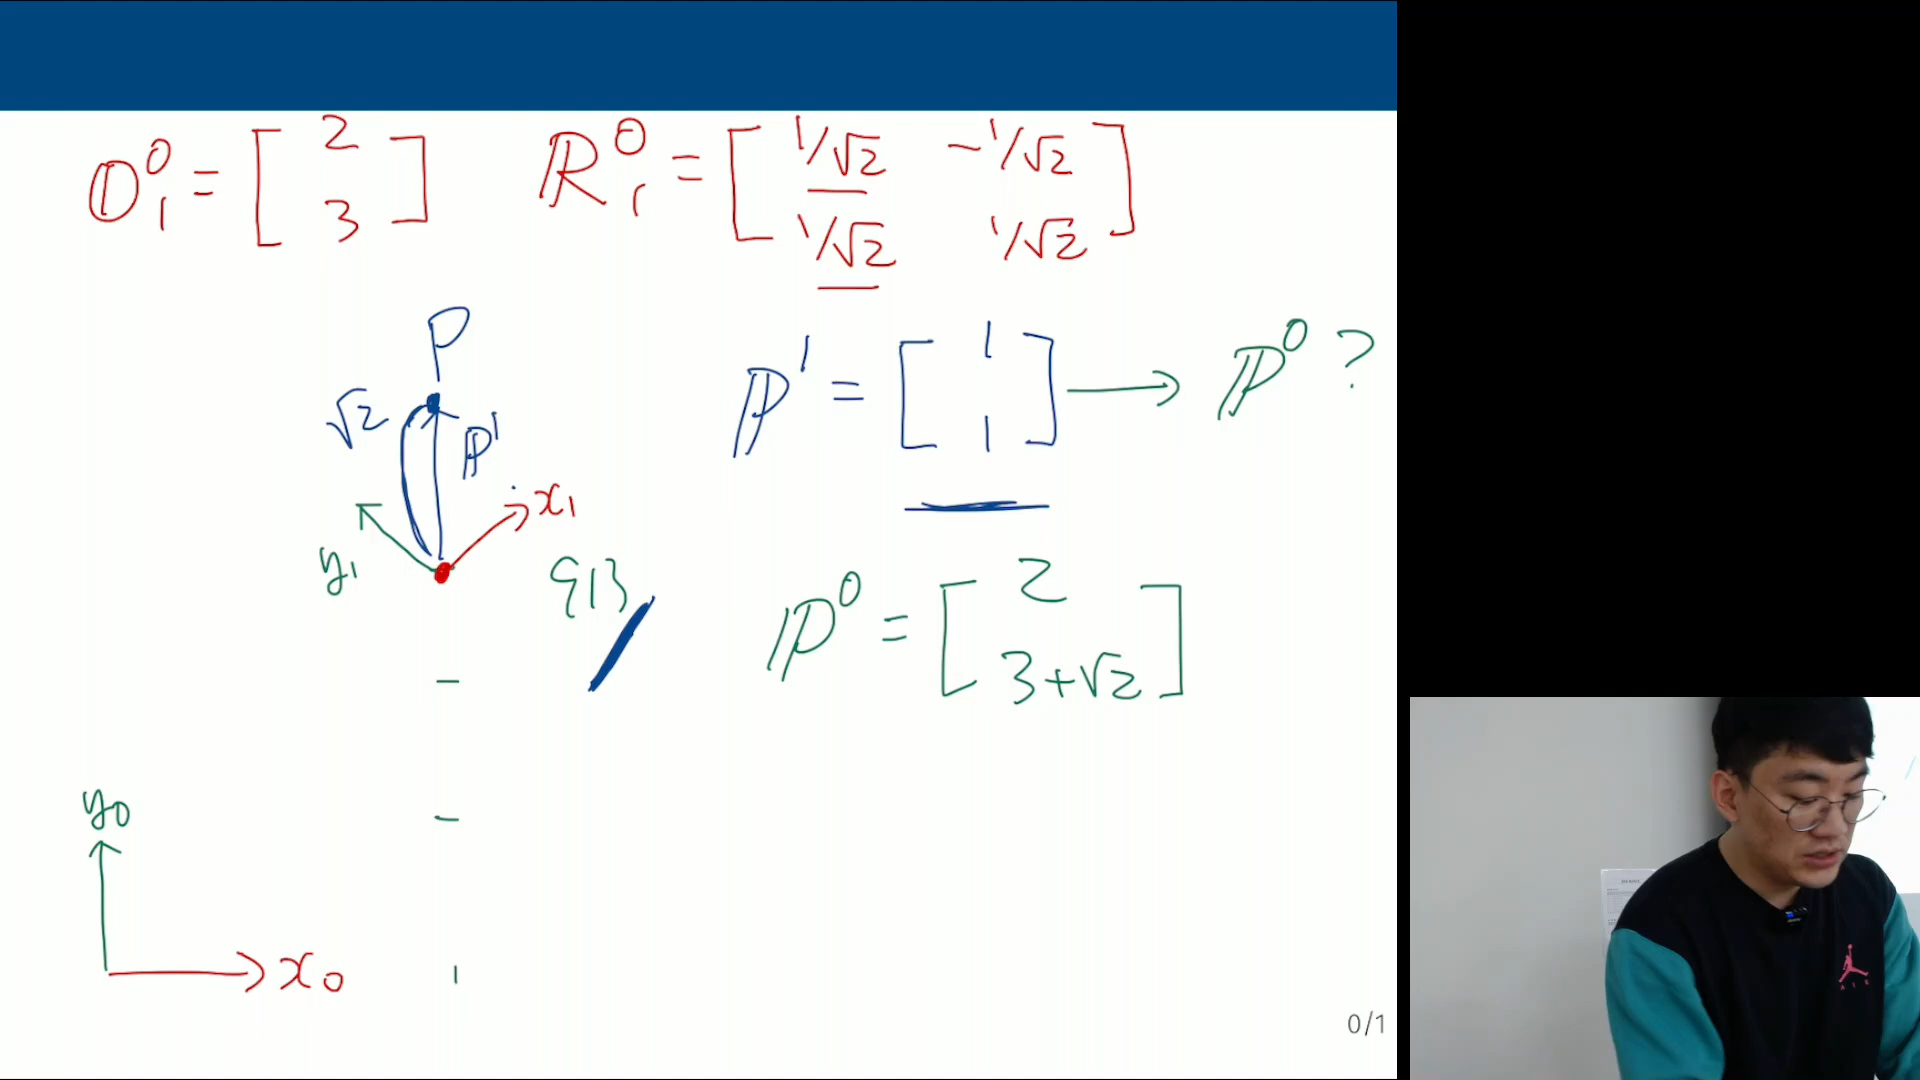 O₁⁰ = [ 2 3 ] R₁⁰ = [ 1/√2 -1/√2 1/√2 1/√2 ]
P
P¹ = [ 1 1 ] → P⁰ ?
√2
P¹
x₁
y₁
{1}
P⁰ = [ 2 3+√2 ]
y₀
x₀
0/1